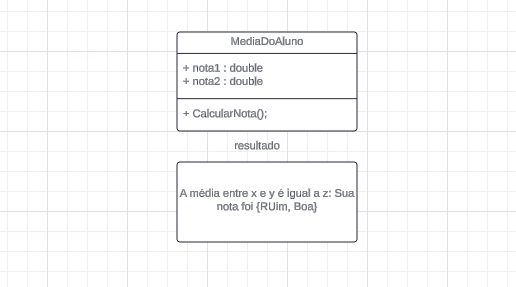 MediaDoAluno
+ nota1 : double
+ nota2 : double
+ CalcularNota();
resultado
A média entre x e y é igual a z: Sua
nota foi {RUim, Boa}